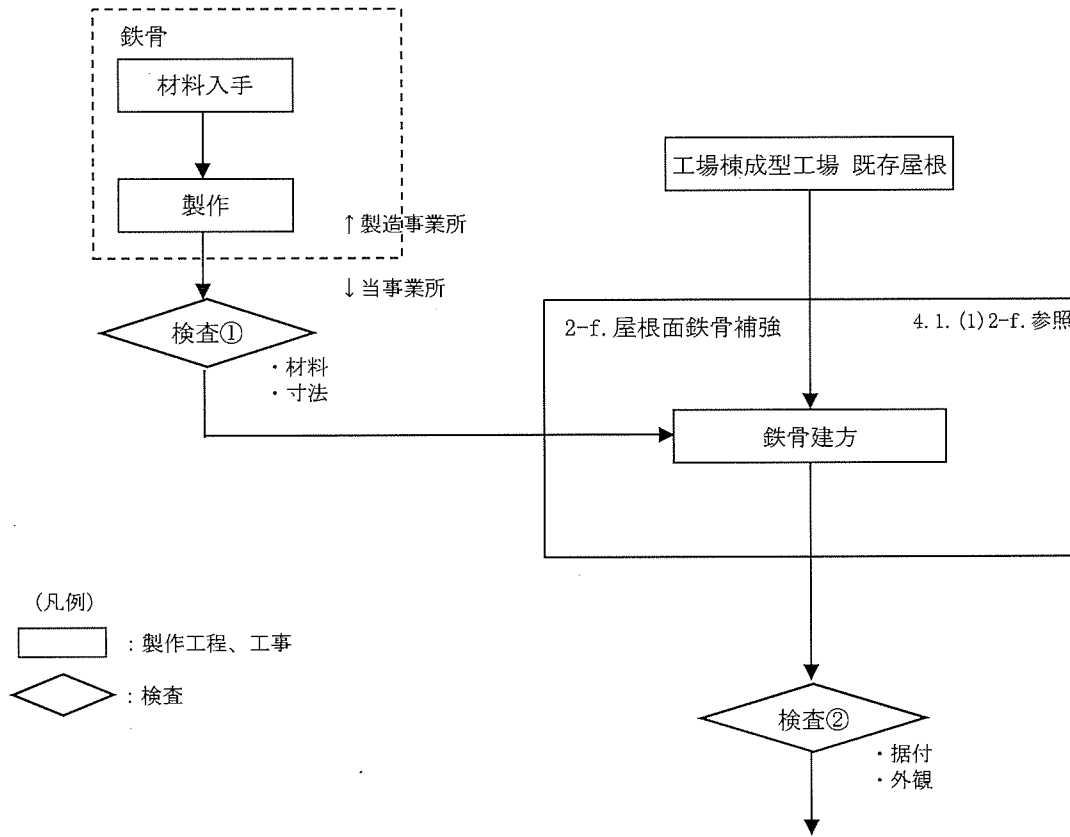 鉄骨
材料入手
製作
↑製造事業所
↓当事業所
検査①
・材料
・寸法
工場棟成型工場 既存屋根
2-f.屋根面鉄骨補強
4.1.(1)2-f.参照
鉄骨建方
(凡例)
：製作工程、工事
：検査
検査②
・据付
・外観